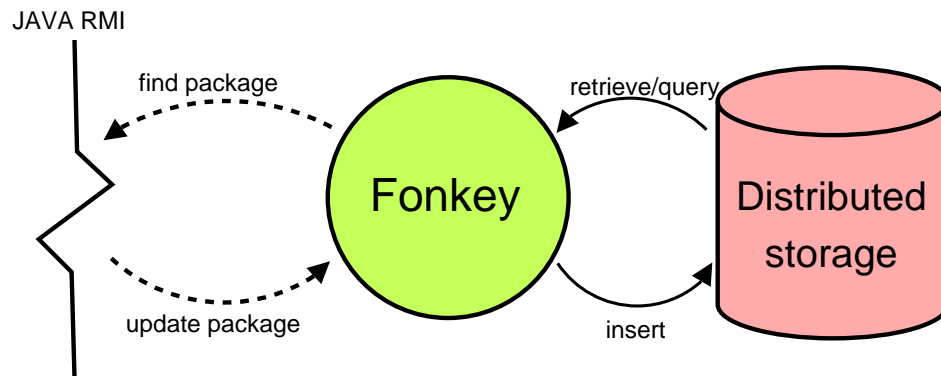 JAVA RMI
find package
retrieve/query
Fonkey
Distributed
storage
update package
insert